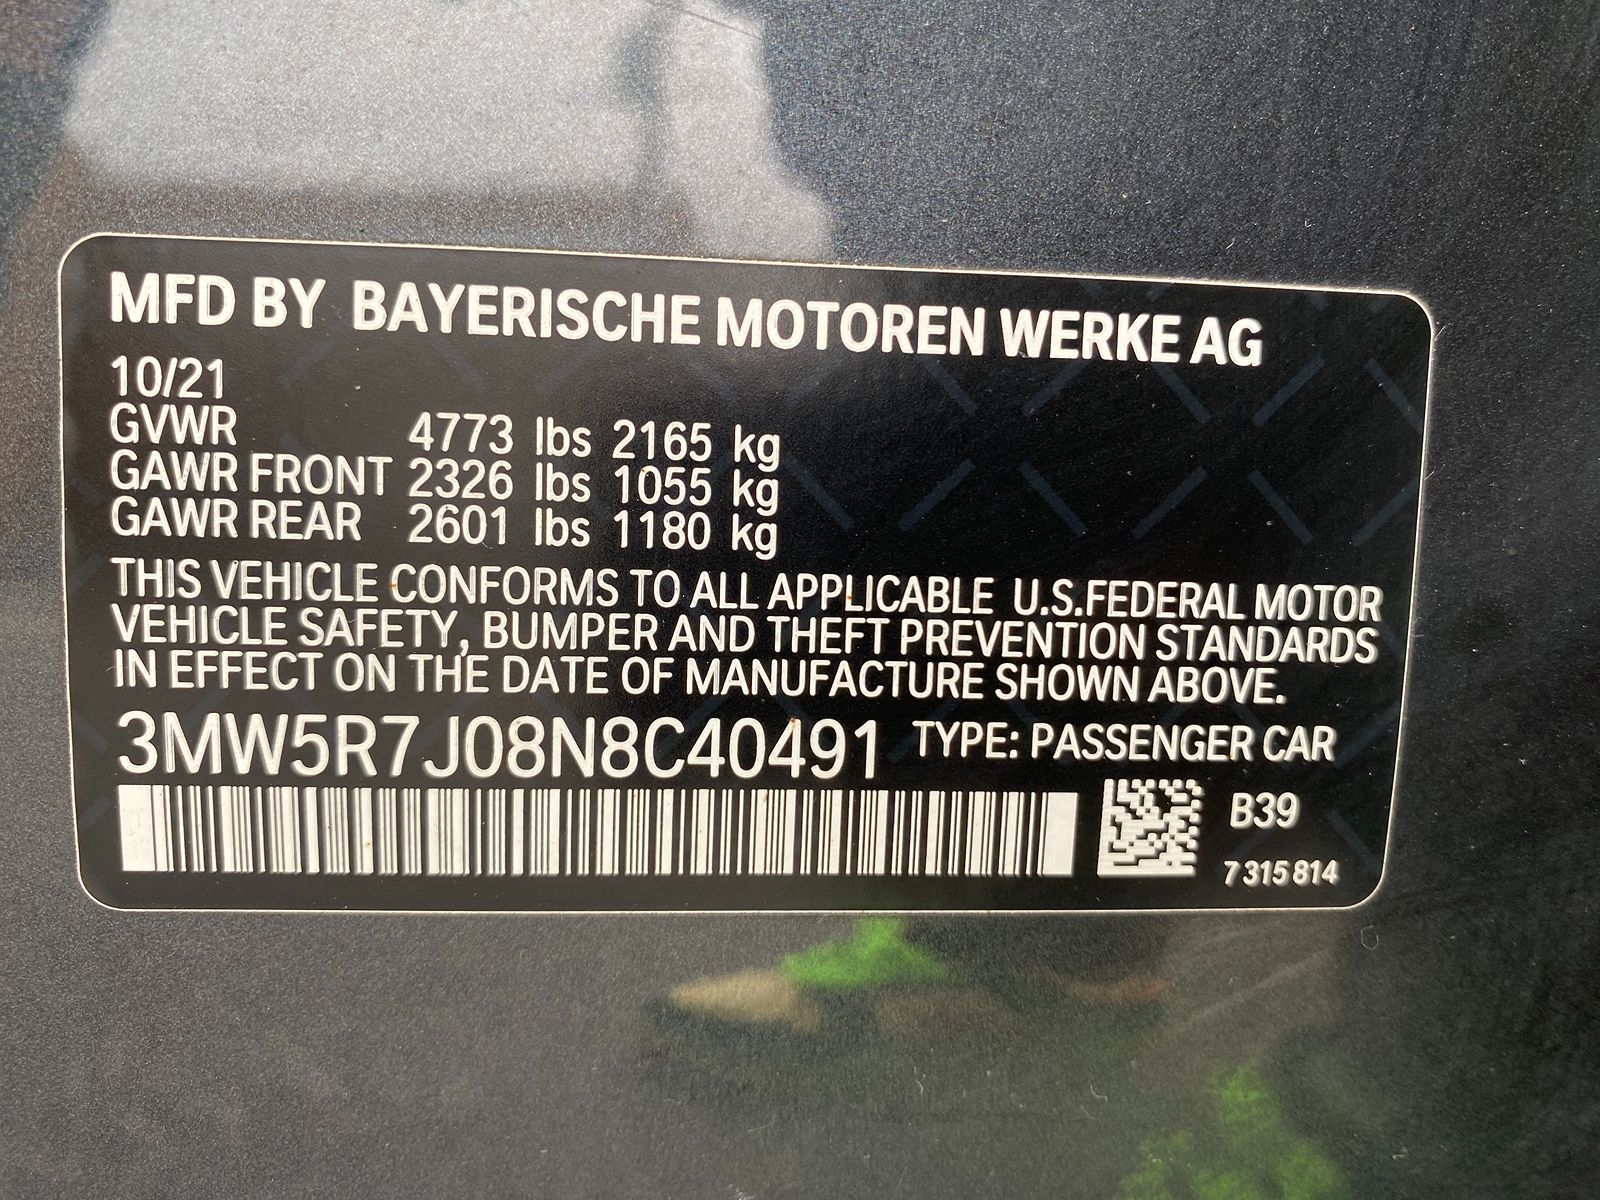 MFD BY BAYERISCHE MOTOREN WERKE AG
10/21
GVWR 4773 lbs 2165 kg
GAWR FRONT 2326 lbs 1055 kg
GAWR REAR 2601 lbs 1180 kg
THIS VEHICLE CONFORMS TO ALL APPLICABLE U.S.FEDERAL MOTOR
VEHICLE SAFETY, BUMPER AND THEFT PREVENTION STANDARDS
IN EFFECT ON THE DATE OF MANUFACTURE SHOWN ABOVE.
3MW5R7J08N8C40491 TYPE: PASSENGER CAR
B39
7 315 814